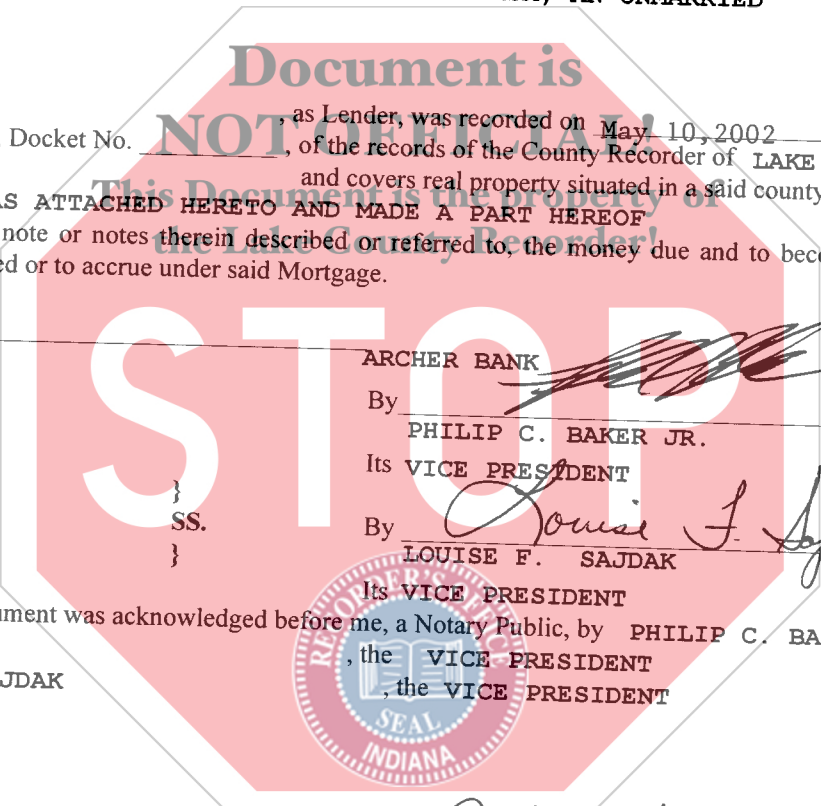 , AN UNMARRIED
Document is
NOT OFFICIAL!
This Document is the property of
the Lake County Recorder!
, as Lender, was recorded on May 10, 2002
Docket No. , of the records of the County Recorder of LAKE
and covers real property situated in a said county
AS ATTACHED HERETO AND MADE A PART HEREOF
note or notes therein described or referred to, the money due and to
ed or to accrue under said Mortgage.
STOP
ARCHER BANK
By
PHILIP C. BAKER JR.
Its VICE PRESIDENT
}
SS.
}
By Louise F.
LOUISE F. SAJDAK
Its VICE PRESIDENT
ument was acknowledged before me, a Notary Public, by PHILIP C. BA
, the VICE PRESIDENT
JDAK , the VICE PRESIDENT
RECORDER'S OFFICE
SEAL
INDIANA